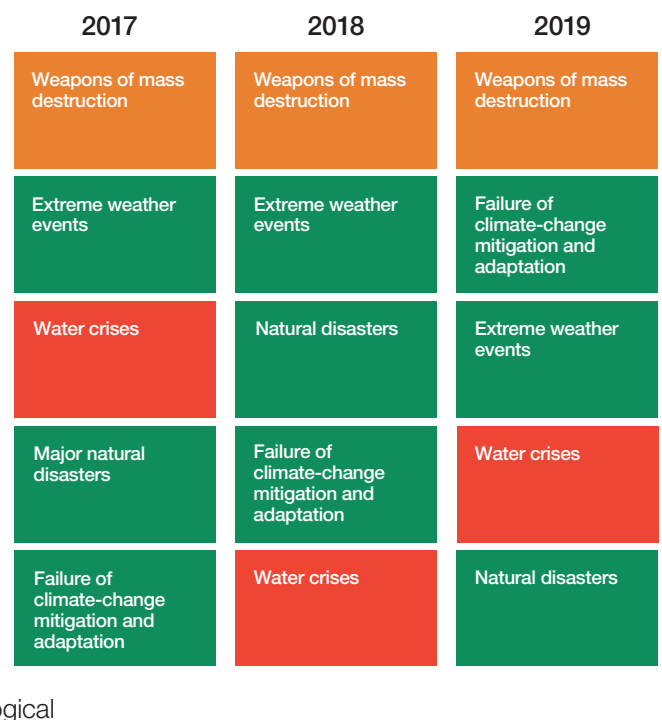 2017
2018
2019
Weapons of mass
destruction
Weapons of mass
destruction
Weapons of mass
destruction
Extreme weather
events
Extreme weather
events
Failure of
climate-change
mitigation and
adaptation
Water crises
Natural disasters
Extreme weather
events
Major natural
disasters
Failure of
climate-change
mitigation and
adaptation
Water crises
Failure of
climate-change
mitigation and
adaptation
Water crises
Natural disasters
ogical